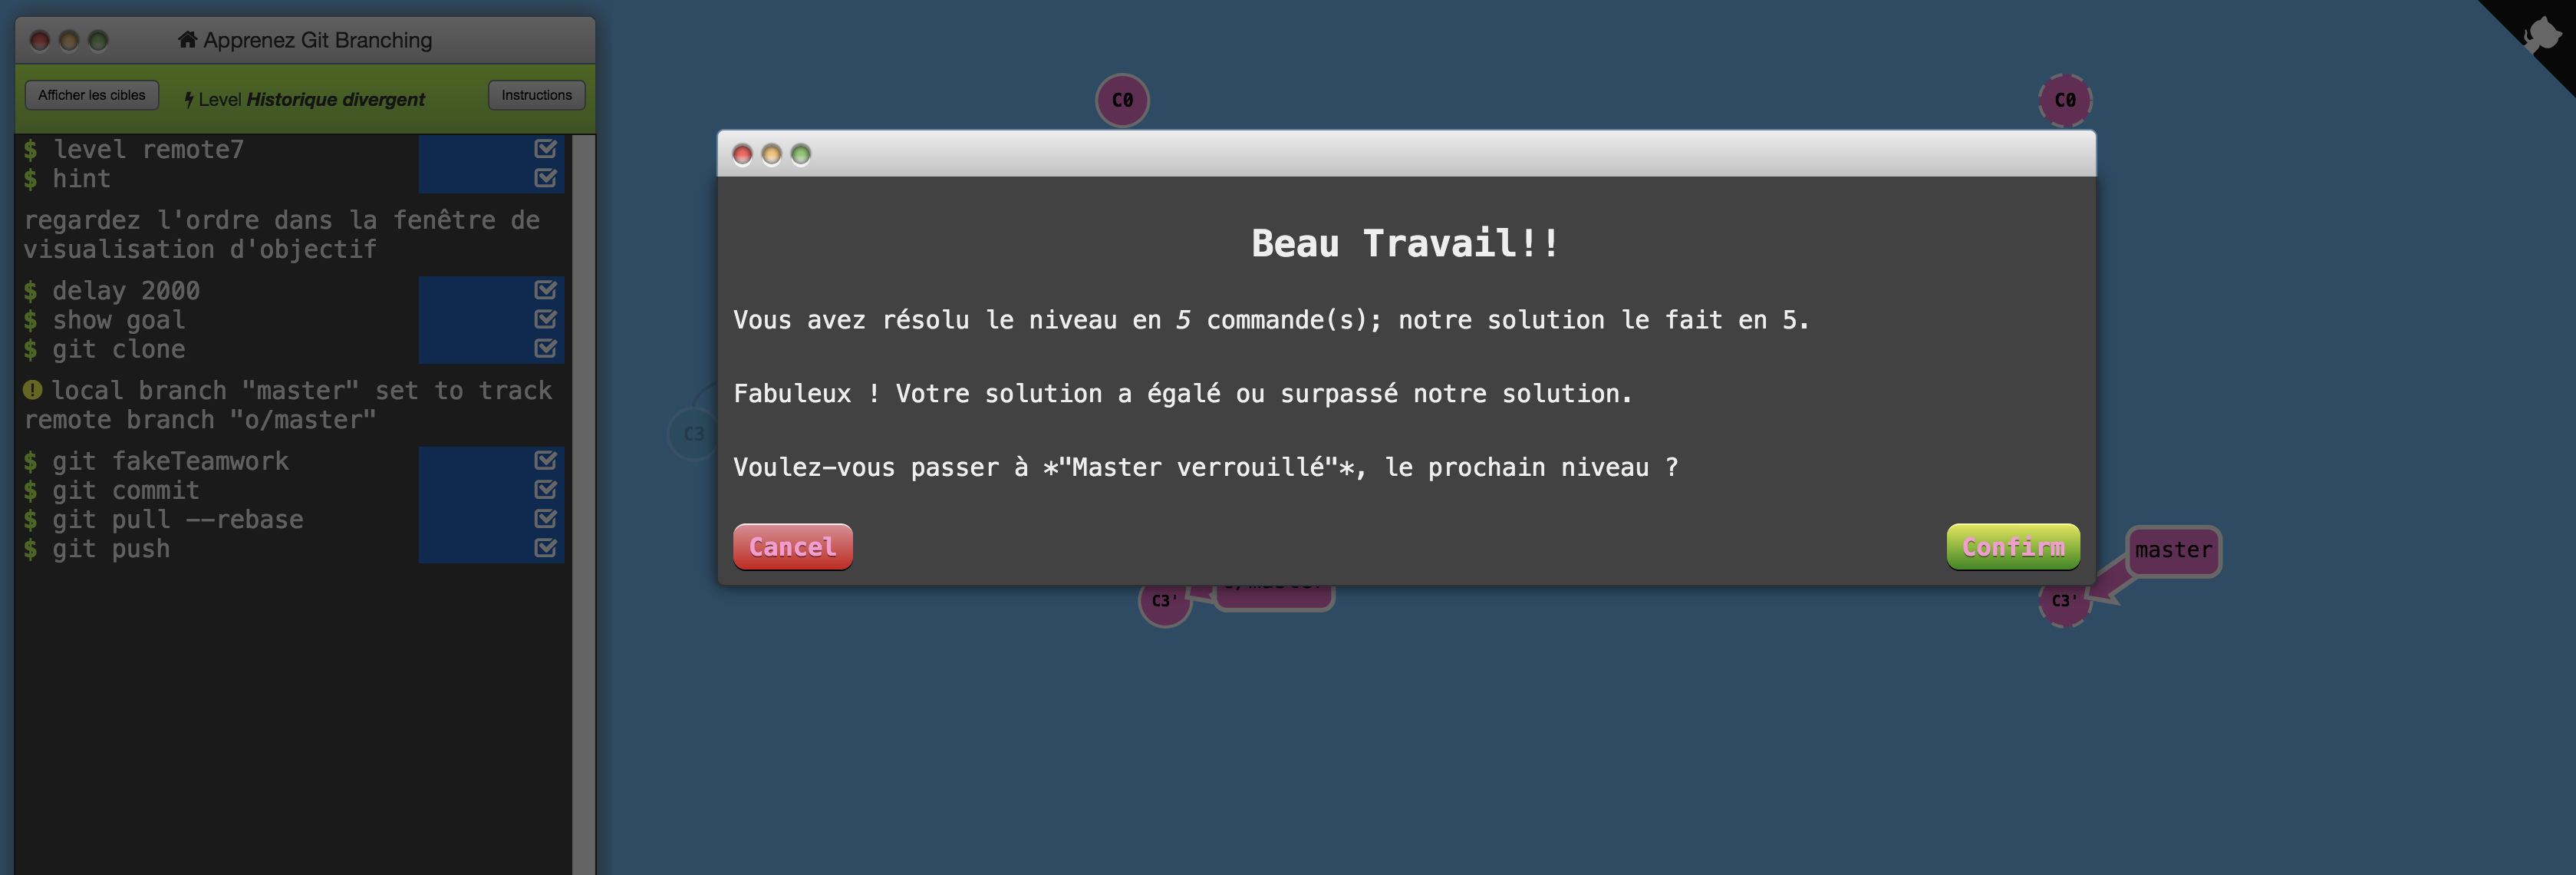 Apprenez Git Branching
Afficher les cibles
Level Historique divergent
Instructions
$ level remote7
$ hint
regardez l'ordre dans la fenêtre de
visualisation d'objectif
$ delay 2000
$ show goal
$ git clone
local branch "master" set to track
remote branch "o/master"
$ git fakeTeamwork
$ git commit
$ git pull --rebase
$ git push
C0
C0
Beau Travail!!
Vous avez résolu le niveau en 5 commande(s); notre solution le fait en 5.
Fabuleux ! Votre solution a égalé ou surpassé notre solution.
C3
Voulez-vous passer à *"Master verrouillé"*, le prochain niveau ?
Cancel
Confirm
master
C3'
C3'